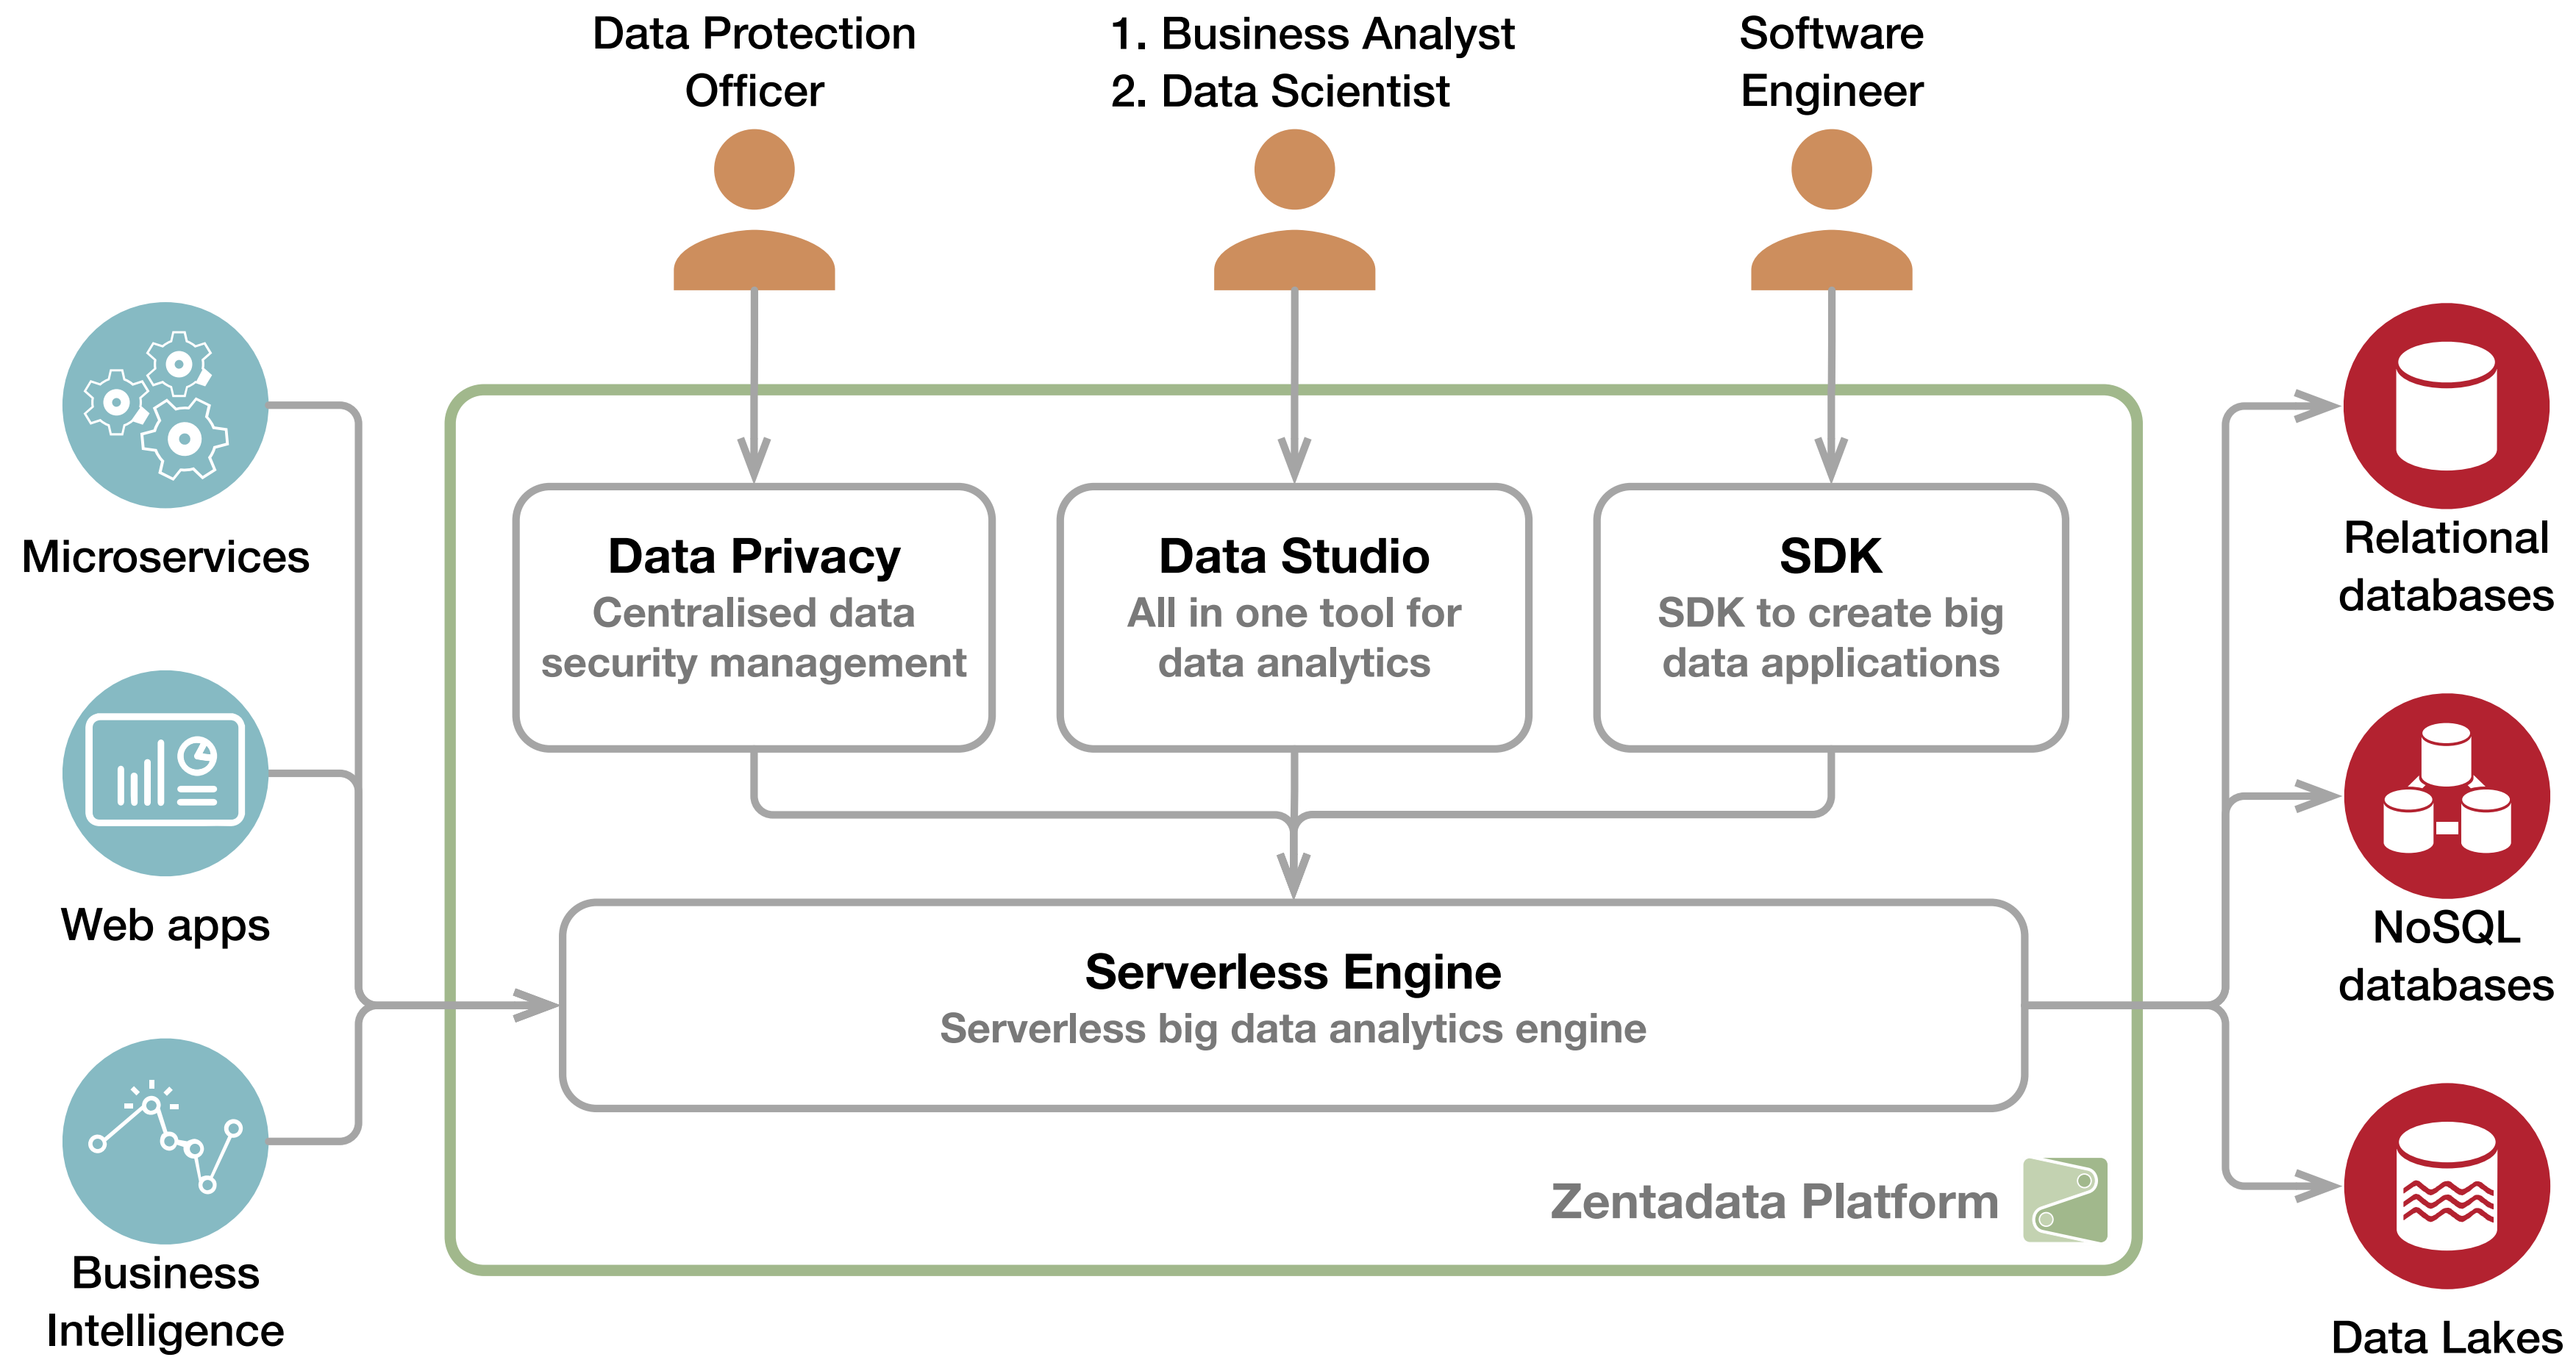 Data Protection
Officer
1. Business Analyst
2. Data Scientist
Software
Engineer
Microservices
Web apps
Business
Intelligence
Data Privacy
Centralised data
security management
Data Studio
All in one tool for
data analytics
SDK
SDK to create big
data applications
Serverless Engine
Serverless big data analytics engine
Zentadata Platform
Relational
databases
NoSQL
databases
Data Lakes